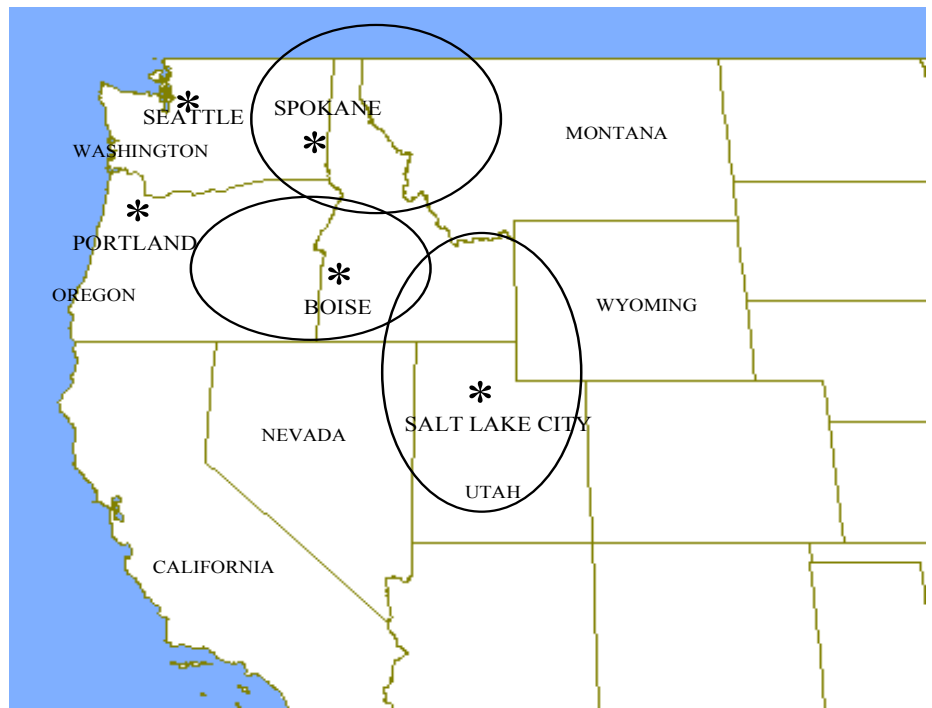 SPOKANE
*
SEATTLE
*
MONTANA
WASHINGTON
*
PORTLAND
*
OREGON
BOISE
*
WYOMING
SALT LAKE CITY
*
NEVADA
UTAH
CALIFORNIA